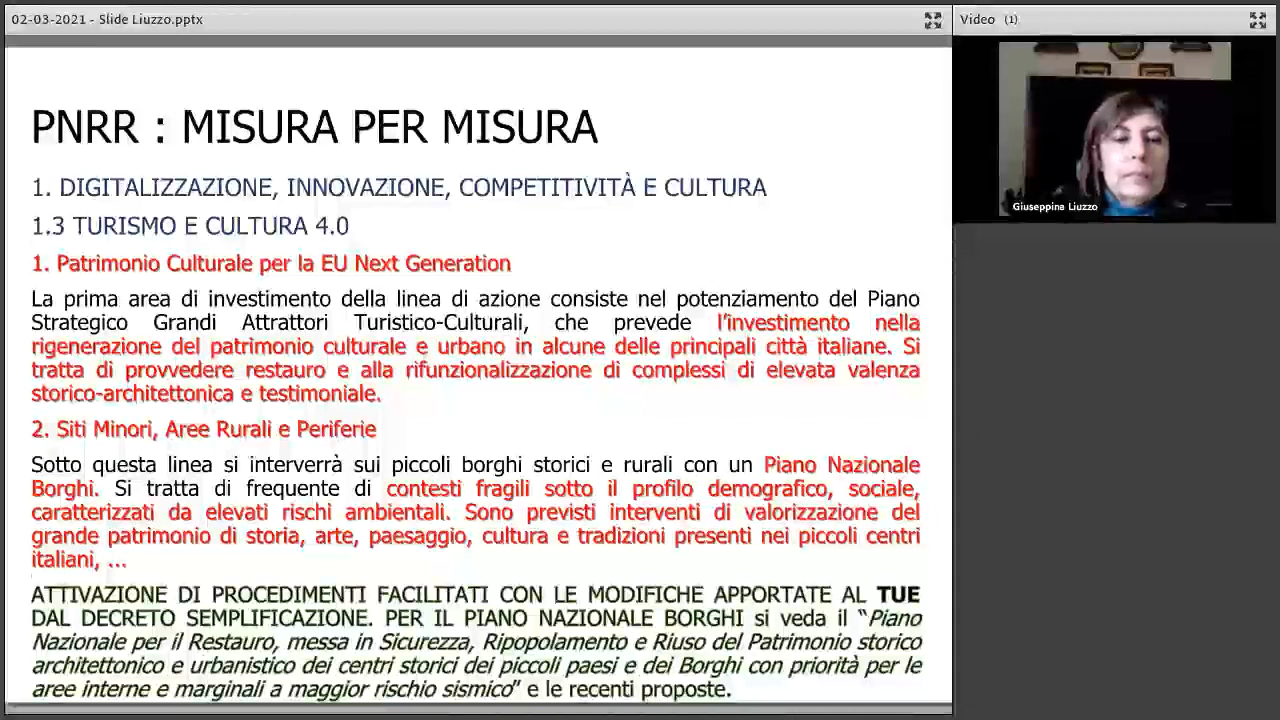 02-03-2021 - Slide Liuzzo.pptx
Video (1)
Giuseppina Liuzzo
PNRR : MISURA PER MISURA
1. DIGITALIZZAZIONE, INNOVAZIONE, COMPETITIVITÀ E CULTURA
1.3 TURISMO E CULTURA 4.0
1. Patrimonio Culturale per la EU Next Generation
La prima area di investimento della linea di azione consiste nel potenziamento del Piano
Strategico Grandi Attrattori Turistico-Culturali, che prevede l'investimento nella
rigenerazione del patrimonio culturale e urbano in alcune delle principali città italiane. Si
tratta di provvedere restauro e alla rifunzionalizzazione di complessi di elevata valenza
storico-architettonica e testimoniale.
2. Siti Minori, Aree Rurali e Periferie
Sotto questa linea si interverrà sui piccoli borghi storici e rurali con un Piano Nazionale
Borghi. Si tratta di frequente di contesti fragili sotto il profilo demografico, sociale,
caratterizzati da elevati rischi ambientali. Sono previsti interventi di valorizzazione del
grande patrimonio di storia, arte, paesaggio, cultura e tradizioni presenti nei piccoli centri
italiani, ...
ATTIVAZIONE DI PROCEDIMENTI FACILITATI CON LE MODIFICHE APPORTATE AL TUE
DAL DECRETO SEMPLIFICAZIONE. PER IL PIANO NAZIONALE BORGHI si veda il “Piano
Nazionale per il Restauro, messa in Sicurezza, Ripopolamento e Riuso del Patrimonio storico
architettonico e urbanistico dei centri storici dei piccoli paesi e dei Borghi con priorità per le
aree interne e marginali a maggior rischio sismico” e le recenti proposte.